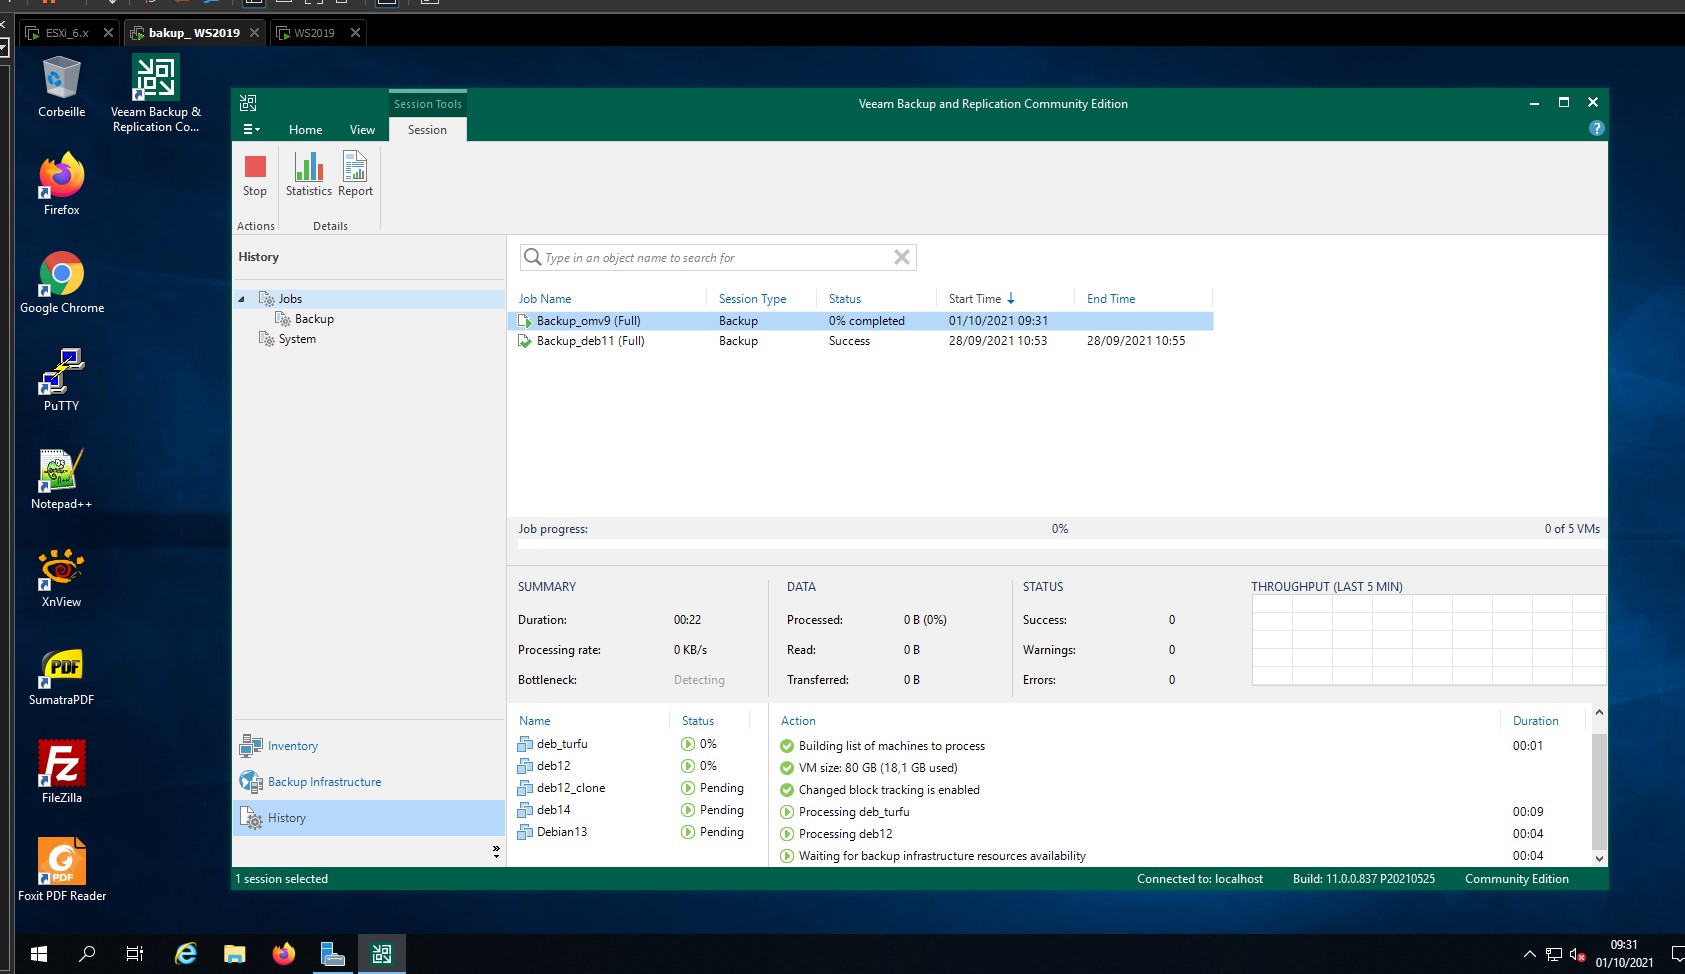 ESXi_6.x
bakup_ WS2019
WS2019
Corbeille
Veeam Backup &
Replication Co...
Firefox
Google Chrome
PuTTY
Notepad++
XnView
PDF
SumatraPDF
Fz
FileZilla
PDF
Foxit PDF Reader
Session Tools
Veeam Backup and Replication Community Edition
Home
View
Session
?
Stop
Statistics
Report
Actions
Details
History
Jobs
Backup
System
Type in an object name to search for
Job Name Session Type Status Start Time End Time
Backup_omv9 (Full) Backup 0% completed 01/10/2021 09:31
Backup_deb11 (Full) Backup Success 28/09/2021 10:53 28/09/2021 10:55
Job progress: 0% 0 of 5 VMs
SUMMARY
Duration: 00:22
Processing rate: 0 KB/s
Bottleneck: Detecting
DATA
Processed: 0 B (0%)
Read: 0 B
Transferred: 0 B
STATUS
Success: 0
Warnings: 0
Errors: 0
THROUGHPUT (LAST 5 MIN)
Name Status
deb_turfu 0%
deb12 0%
deb12_clone Pending
deb14 Pending
Debian13 Pending
Action Duration
Building list of machines to process 00:01
VM size: 80 GB (18,1 GB used)
Changed block tracking is enabled
Processing deb_turfu 00:09
Processing deb12 00:04
Waiting for backup infrastructure resources availability 00:04
Inventory
Backup Infrastructure
History
1 session selected
Connected to: localhost
Build: 11.0.0.837 P20210525
Community Edition
09:31
01/10/2021